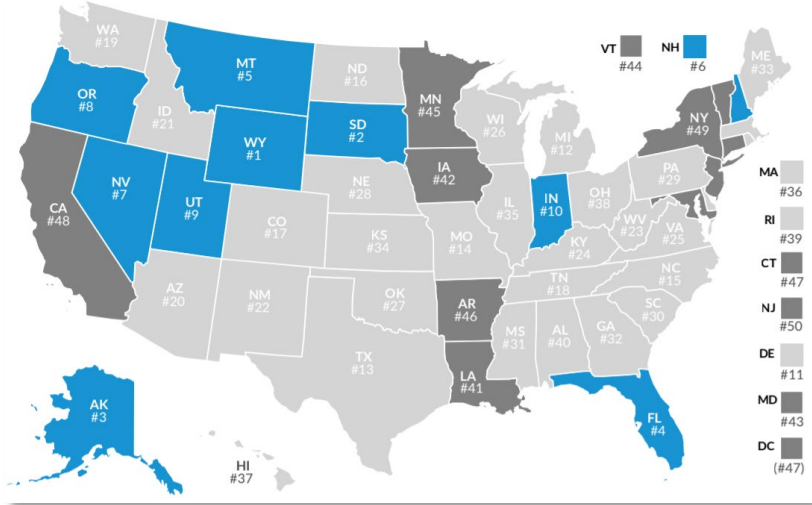 WA
#19
MT
#5
ND
#16
MN
#45
VT
#44
NH
#6
ME
#33
OR
#8
ID
#21
WY
#1
SD
#2
WI
#26
MI
#12
NY
#49
CA
#48
NV
#7
UT
#9
CO
#17
NE
#28
IA
#42
IL
#35
IN
#10
OH
#38
PA
#29
MA
#36
RI
#39
CT
#47
NJ
#50
DE
#11
MD
#43
DC
(#47)
KS
#34
MO
#14
KY
#24
WV
#23
VA
#25
AZ
#20
NM
#22
OK
#27
AR
#46
TN
#18
NC
#15
SC
#30
TX
#13
LA
#41
MS
#31
AL
#40
GA
#32
FL
#4
AK
#3
HI
#37